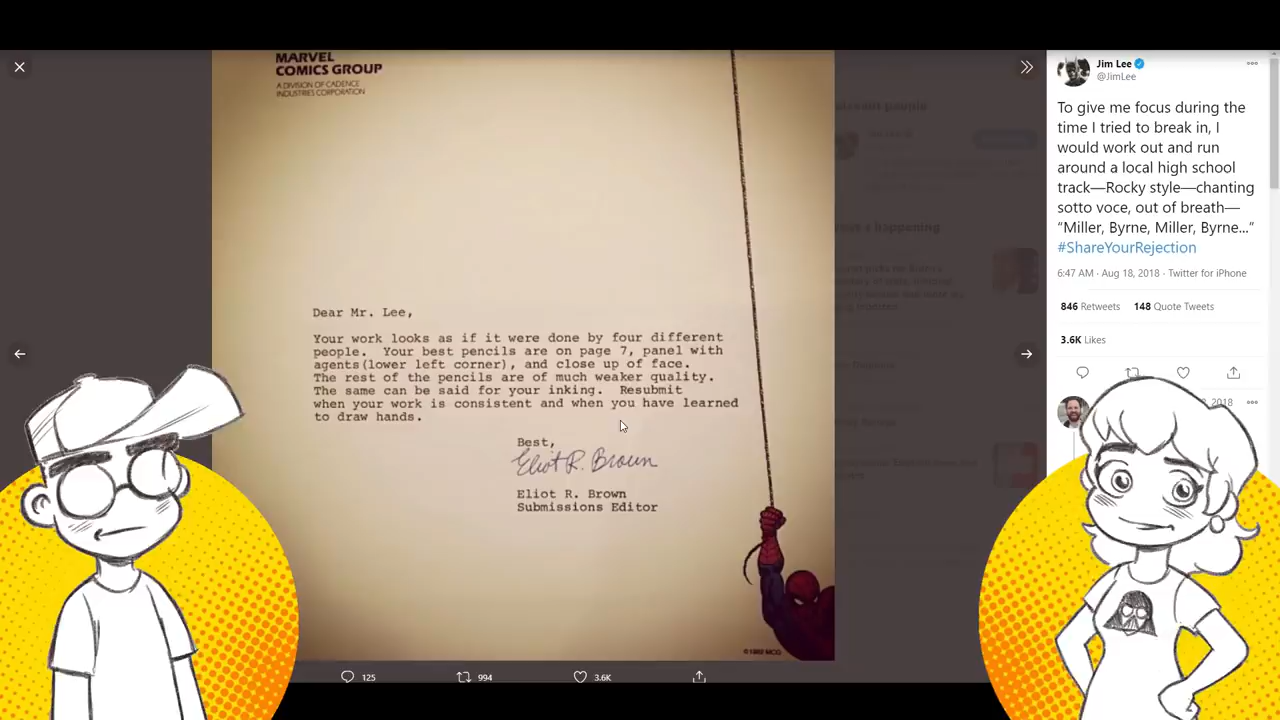 MARVEL
COMICS GROUP
A DIVISION OF CADENCE
INDUSTRIES CORPORATION
Dear Mr. Lee,
Your work looks as if it were done by four different
people. Your best pencils are on page 7, panel with
agents(lower left corner), and close up of face.
The rest of the pencils are of much weaker quality.
The same can be said for your inking. Resubmit
when your work is consistent and when you have learned
to draw hands.
Best,
Eliot R. Brown
Eliot R. Brown
Submissions Editor
125
994
3.6K
Jim Lee
@JimLee
To give me focus during the
time I tried to break in, I
would work out and run
around a local high school
track—Rocky style—chanting
sotto voce, out of breath—
“Miller, Byrne, Miller, Byrne...”
#ShareYourRejection
6:47 AM · Aug 18, 2018 · Twitter for iPhone
846 Retweets 148 Quote Tweets
3.6K Likes
2018